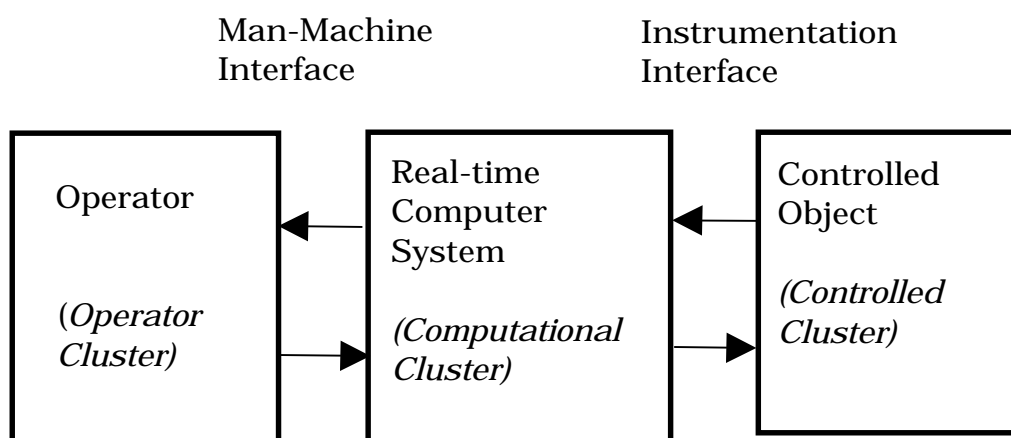 Man-Machine
Interface
Instrumentation
Interface
Operator
(Operator
Cluster)
Real-time
Computer
System
(Computational
Cluster)
Controlled
Object
(Controlled
Cluster)